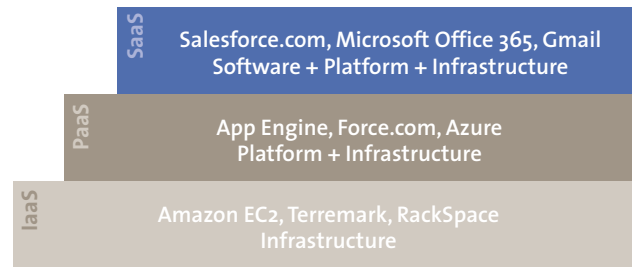 SaaS
Salesforce.com, Microsoft Office 365, Gmail
Software + Platform + Infrastructure
PaaS
App Engine, Force.com, Azure
Platform + Infrastructure
IaaS
Amazon EC2, Terremark, RackSpace
Infrastructure